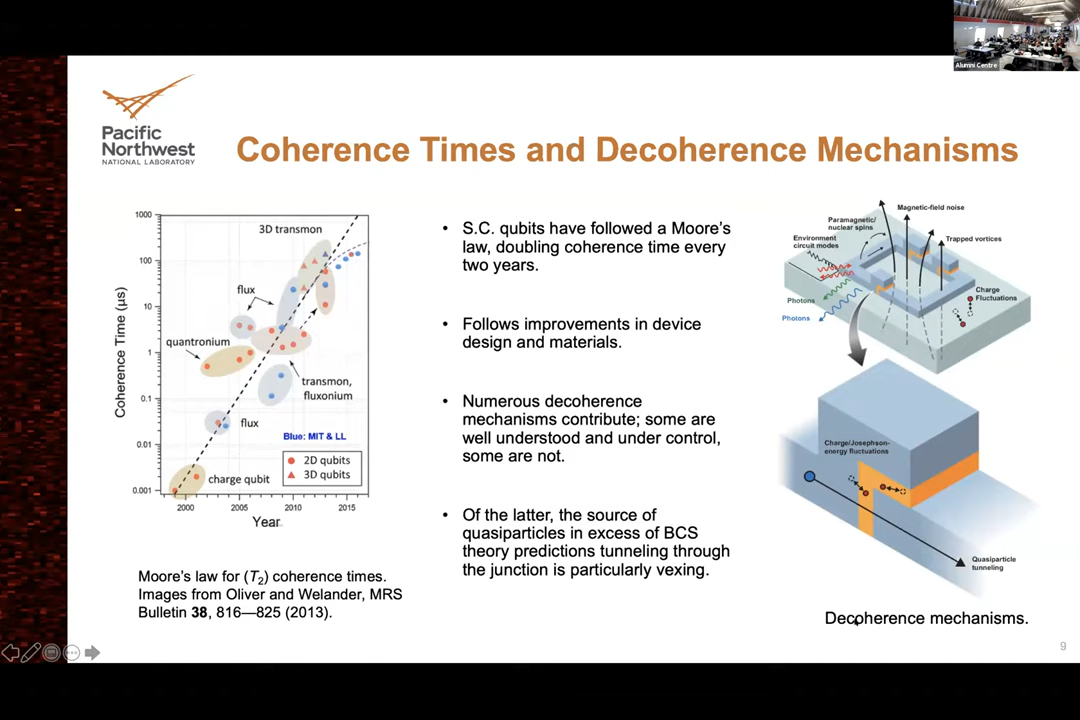 Alumni Centre
Pacific
Northwest
NATIONAL LABORATORY
Coherence Times and Decoherence Mechanisms
Coherence Time (μs)
1000
100
10
1
0.1
0.01
0.001
3D transmon
flux
quantronium
transmon,
fluxonium
flux
Blue: MIT & LL
2D qubits
3D qubits
charge qubit
2000
2005
2010
2015
Year
Moore's law for (T2) coherence times.
Images from Oliver and Welander, MRS
Bulletin 38, 816—825 (2013).
• S.C. qubits have followed a Moore's
law, doubling coherence time every
two years.
• Follows improvements in device
design and materials.
• Numerous decoherence
mechanisms contribute; some are
well understood and under control,
some are not.
• Of the latter, the source of
quasiparticles in excess of BCS
theory predictions tunneling through
the junction is particularly vexing.
Magnetic-field noise
Paramagnetic/
nuclear spins
Environment
circuit modes
Trapped vortices
Photons
Photons
Charge
Fluctuations
Charge/Josephson-
energy fluctuations
Quasiparticle
tunneling
Decoherence mechanisms.
9